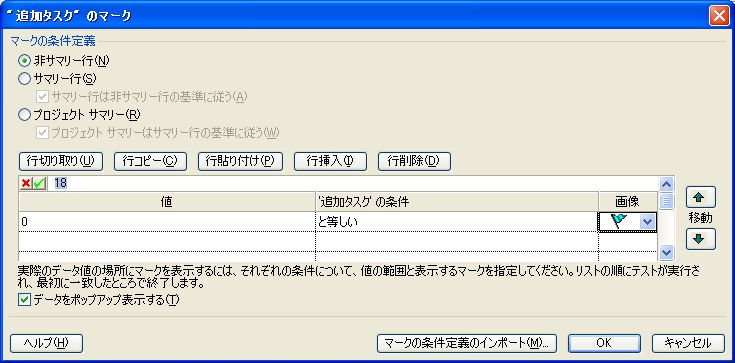 "追加タスク" のマーク
マークの条件定義
非サマリー行(N)
サマリー行(S)
サマリー行は非サマリー行の基準に従う(A)
プロジェクト サマリー(R)
プロジェクト サマリーはサマリー行の基準に従う(W)
行切り取り(U) 行コピー(C) 行貼り付け(P) 行挿入(I) 行削除(D)
18
値 '追加タスク' の条件 画像
0 と等しい
移動
実際のデータ値の場所にマークを表示するには、それぞれの条件について、値の範囲と表示するマークを指定してください。リストの順にテストが実行さ
れ、最初に一致したところで終了します。
データをポップアップ表示する(T)
ヘルプ(H) マークの条件定義のインポート(M)... OK キャンセル